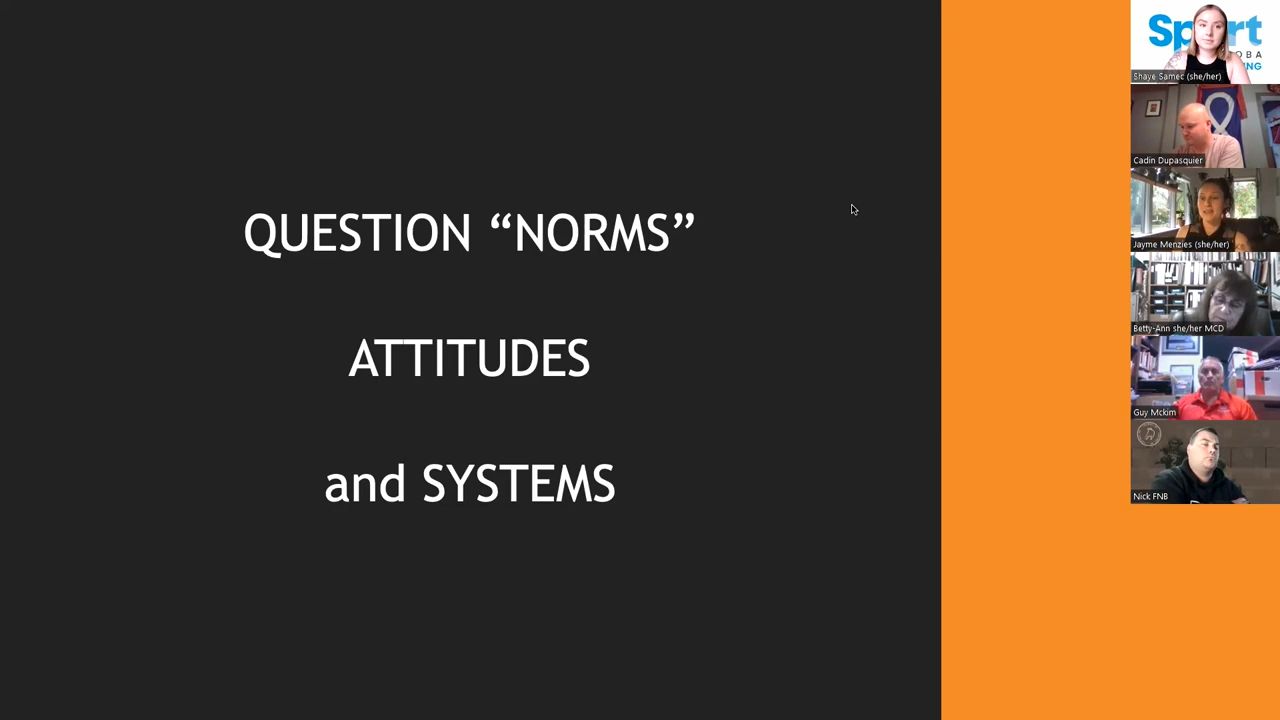 QUESTION “NORMS”
ATTITUDES
and SYSTEMS
Shaye Samec (she/her)
Cadin Dupasquier
Jayme Menzies (she/her)
Betty-Ann she/her MCD
Guy Mckim
Nick FNB